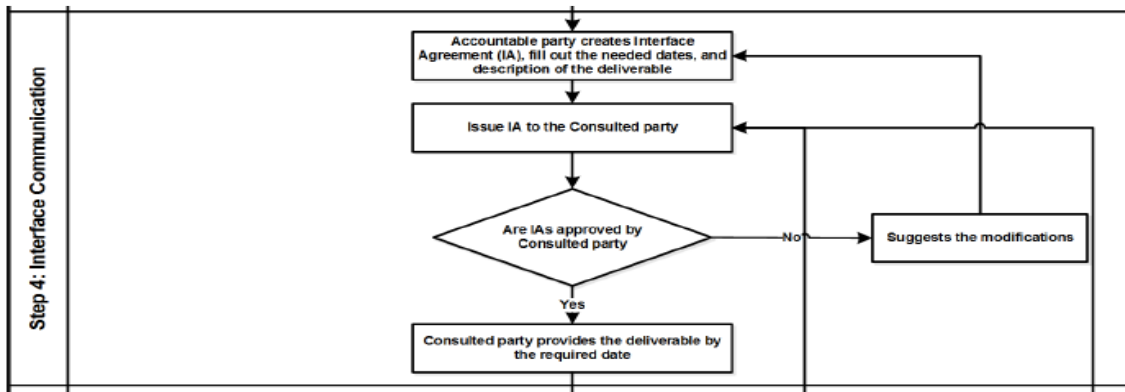 Step 4: Interface Communication
Accountable party creates Interface
Agreement (IA), fill out the needed dates, and
description of the deliverable
Issue IA to the Consulted party
Are IAs approved by
Consulted party
No
Suggests the modifications
Yes
Consulted party provides the deliverable by
the required date